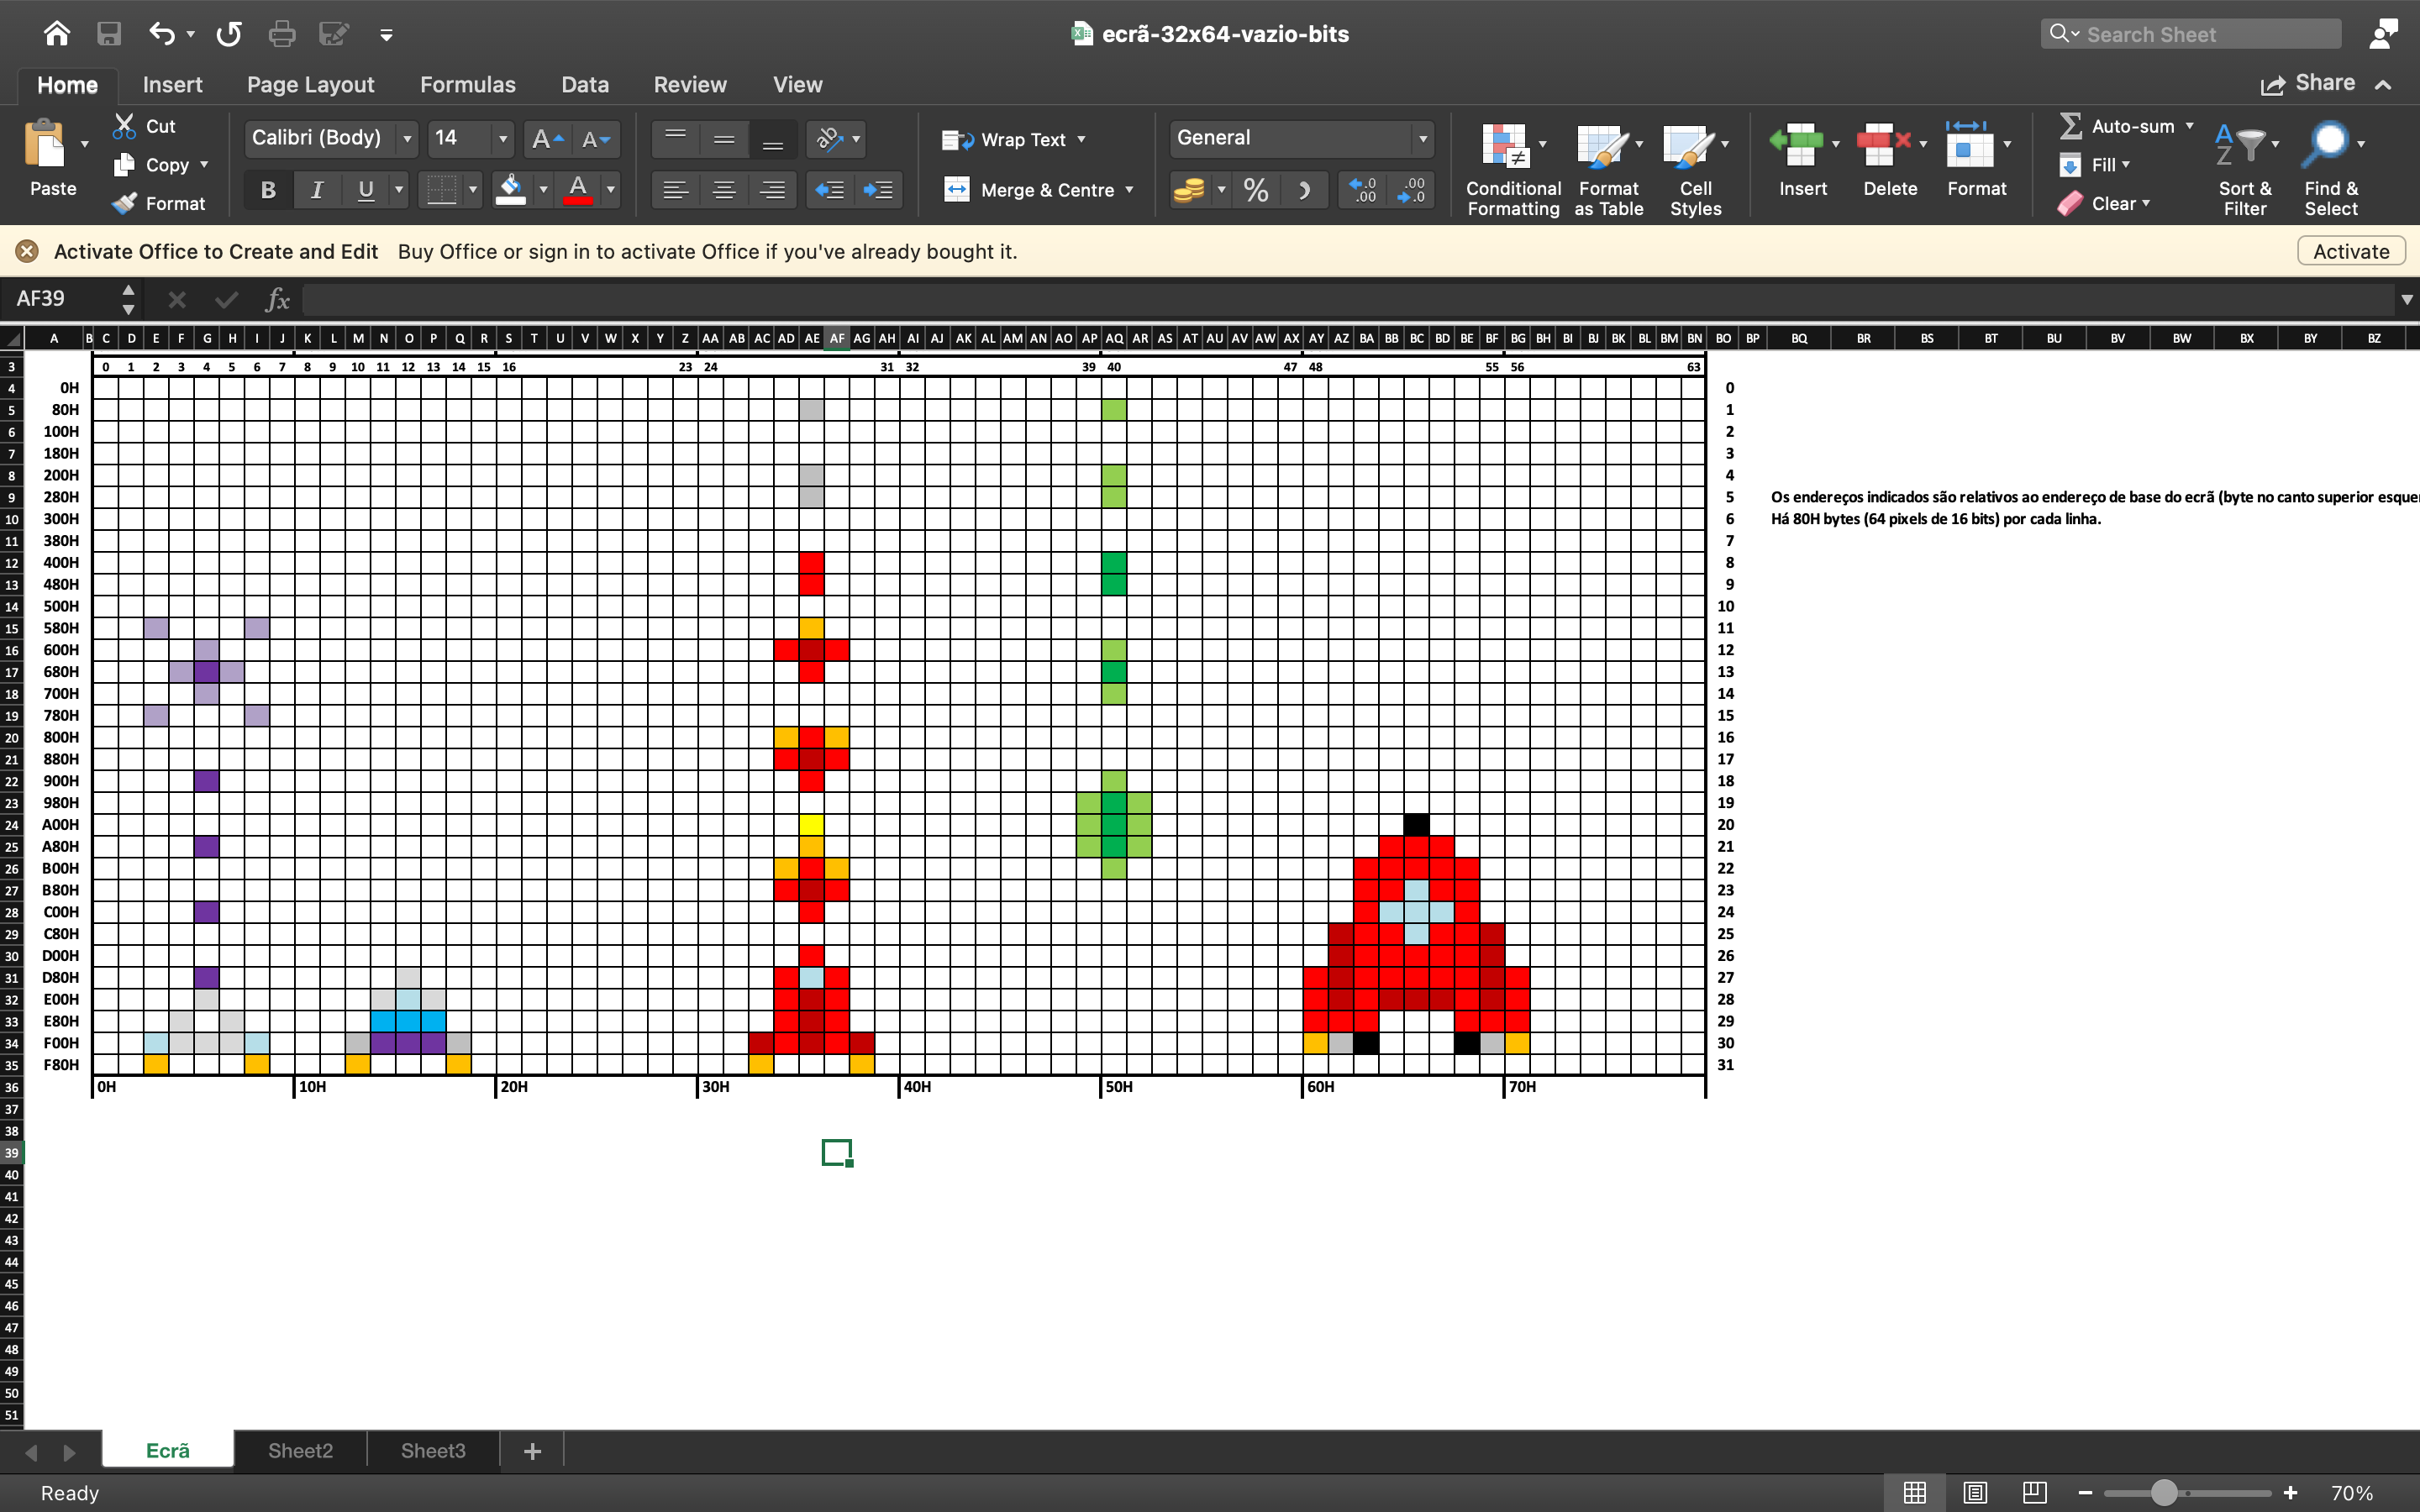 ecrã-32x64-vazio-bits
Search Sheet
Home Insert Page Layout Formulas Data Review View
Share
Paste
Cut
Copy
Format
Calibri (Body) 14
B I U
Wrap Text
Merge & Centre
General
Conditional Formatting
Format as Table
Cell Styles
Insert
Delete
Format
Auto-sum
Fill
Clear
Sort & Filter
Find & Select
Activate Office to Create and Edit Buy Office or sign in to activate Office if you've already bought it. Activate
AF39 fx
A B C D E F G H I J K L M N O P Q R S T U V W X Y Z AA AB AC AD AE AF AG AH AI AJ AK AL AM AN AO AP AQ AR AS AT AU AV AW AX AY AZ BA BB BC BD BE BF BG BH BI BJ BK BL BM BN BO BP BQ BR BS BT BU BV BW BX BY BZ
3 0 1 2 3 4 5 6 7 8 9 10 11 12 13 14 15 16 23 24 31 32 39 40 47 48 55 56 63
4 0H 0
5 80H 1
6 100H 2
7 180H 3
8 200H 4
9 280H 5 Os endereços indicados são relativos ao endereço de base do ecrã (byte no canto superior
10 300H 6 Há 80H bytes (64 pixels de 16 bits) por cada linha.
11 380H 7
12 400H 8
13 480H 9
14 500H 10
15 580H 11
16 600H 12
17 680H 13
18 700H 14
19 780H 15
20 800H 16
21 880H 17
22 900H 18
23 980H 19
24 A00H 20
25 A80H 21
26 B00H 22
27 B80H 23
28 C00H 24
29 C80H 25
30 D00H 26
31 D80H 27
32 E00H 28
33 E80H 29
34 F00H 30
35 F80H 31
36 0H 10H 20H 30H 40H 50H 60H 70H
37
38
39
40
41
42
43
44
45
46
47
48
49
50
51
Ecrã Sheet2 Sheet3
Ready 70%